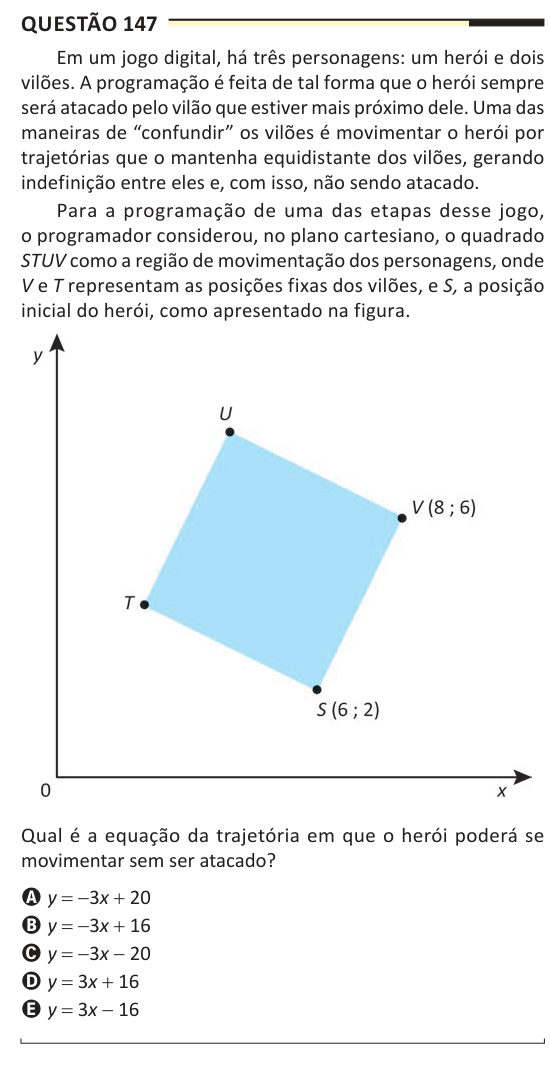 QUESTÃO 147
Em um jogo digital, há três personagens: um herói e dois
vilões. A programação é feita de tal forma que o herói sempre
será atacado pelo vilão que estiver mais próximo dele. Uma das
maneiras de “confundir” os vilões é movimentar o herói por
trajetórias que o mantenha equidistante dos vilões, gerando
indefinição entre eles e, com isso, não sendo atacado.
Para a programação de uma das etapas desse jogo,
o programador considerou, no plano cartesiano, o quadrado
STUV como a região de movimentação dos personagens, onde
V e T representam as posições fixas dos vilões, e S, a posição
inicial do herói, como apresentado na figura.
y
U
V (8 ; 6)
T
S (6 ; 2)
0
x
Qual é a equação da trajetória em que o herói poderá se
movimentar sem ser atacado?
A y = –3x + 20
B y = –3x + 16
C y = –3x – 20
D y = 3x + 16
E y = 3x – 16